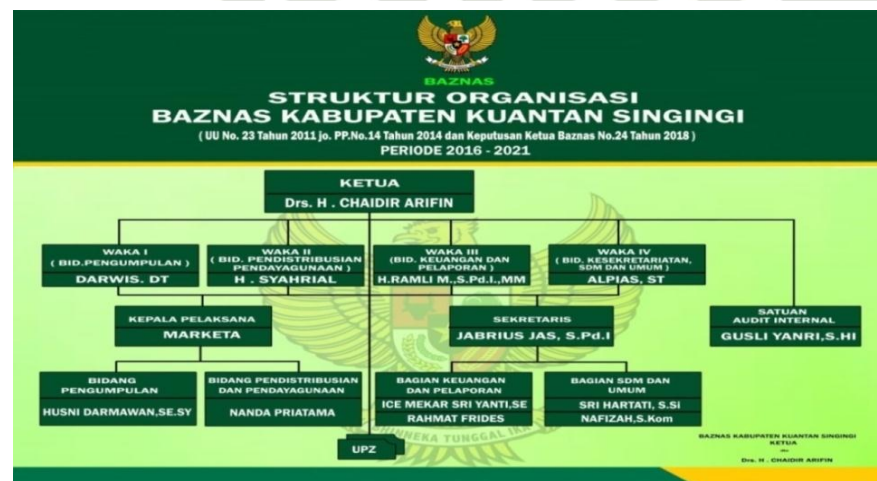 BAZNAS
STRUKTUR ORGANISASI
BAZNAS KABUPATEN KUANTAN SINGINGI
( UU No. 23 Tahun 2011 jo. PP.No.14 Tahun 2014 dan Keputusan Ketua Baznas No.24 Tahun 2018 )
PERIODE 2016 - 2021
KETUA
Drs. H . CHAIDIR ARIFIN
WAKA I
( BID.PENGUMPULAN )
DARWIS. DT
WAKA II
( BID. PENDISTRIBUSIAN
PENDAYAGUNAAN )
H . SYAHRIAL
WAKA III
(BID. KEUANGAN DAN
PELAPORAN )
H.RAMLI M.,S.Pd.I.,MM
WAKA IV
( BID. KESEKRETARIATAN,
SDM DAN UMUM )
ALPIAS, ST
KEPALA PELAKSANA
MARKETA
SEKRETARIS
JABRIUS JAS, S.Pd.I
SATUAN
AUDIT INTERNAL
GUSLI YANRI,S.HI
BIDANG
PENGUMPULAN
HUSNI DARMAWAN,SE.SY
BIDANG PENDISTRIBUSIAN
DAN PENDAYAGUNAAN
NANDA PRIATAMA
BAGIAN KEUANGAN
DAN PELAPORAN
ICE MEKAR SRI YANTI,SE
RAHMAT FRIDES
BAGIAN SDM DAN
UMUM
SRI HARTATI, S.Si
NAFIZAH,S.Kom
UPZ
BHINNEKA TUNGGAL IKA
BAZNAS KABUPATEN KUANTAN SINGINGI
KETUA
Drs. H . CHAIDIR ARIFIN